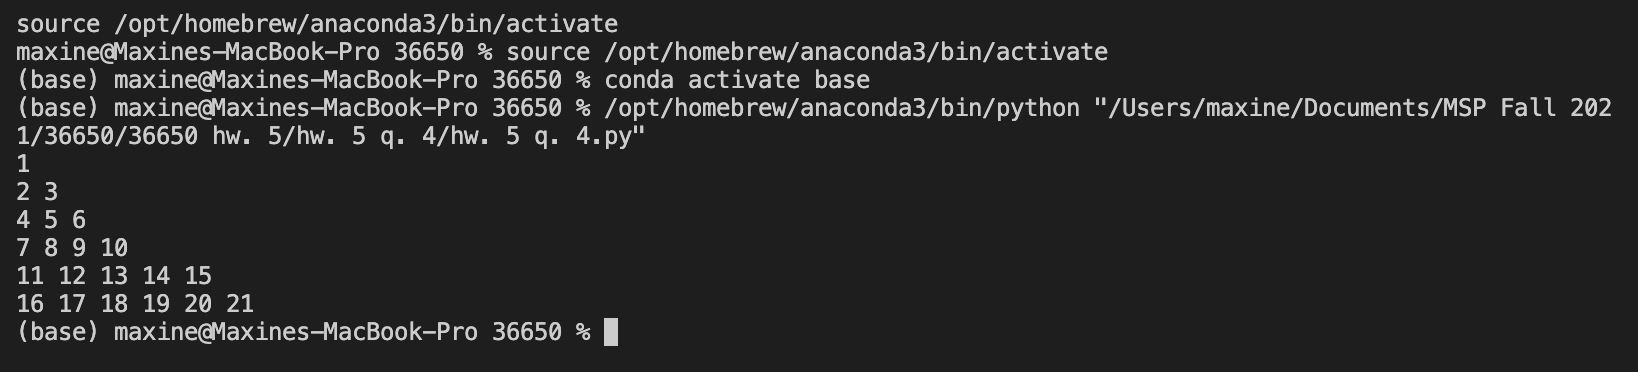 source /opt/homebrew/anaconda3/bin/activate
maxine@Maxines-MacBook-Pro 36650 % source /opt/homebrew/anaconda3/bin/activate
(base) maxine@Maxines-MacBook-Pro 36650 % conda activate base
(base) maxine@Maxines-MacBook-Pro 36650 % /opt/homebrew/anaconda3/bin/python "/Users/maxine/Documents/MSP Fall 202
1/36650/36650 hw. 5/hw. 5 q. 4/hw. 5 q. 4.py"
1
2 3
4 5 6
7 8 9 10
11 12 13 14 15
16 17 18 19 20 21
(base) maxine@Maxines-MacBook-Pro 36650 %